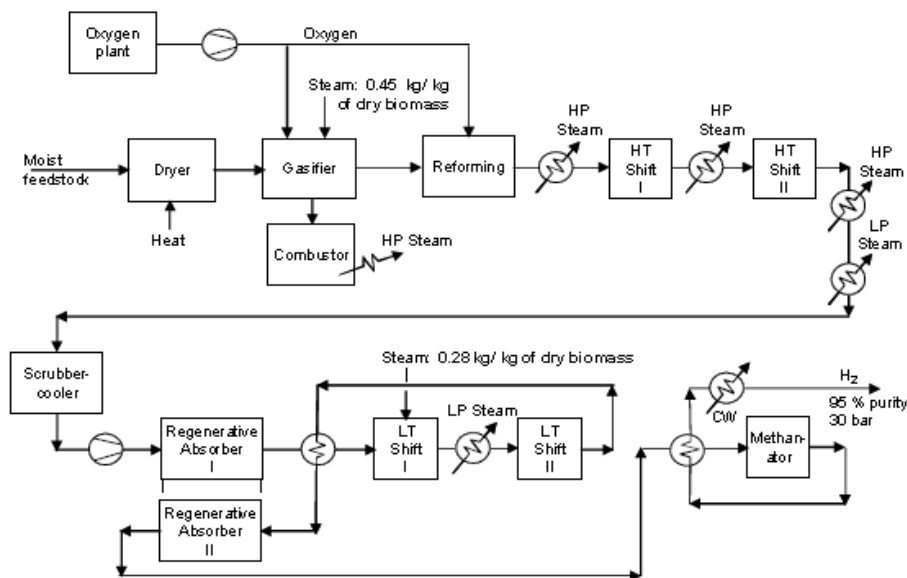 Oxygen
plant
Oxygen
Steam: 0.45 kg/ kg
of dry biomass
Moist
feedstock
Dryer
Heat
Gasifier
Combustor
HP Steam
Reforming
HP
Steam
HT
Shift
I
HP
Steam
HT
Shift
II
HP
Steam
LP
Steam
Scrubber-
cooler
Regenerative
Absorber
I
Regenerative
Absorber
II
Steam: 0.28 kg/ kg of dry biomass
LT
Shift
I
LP Steam
LT
Shift
II
CW
Methan-
ator
H2
95 % purity
30 bar